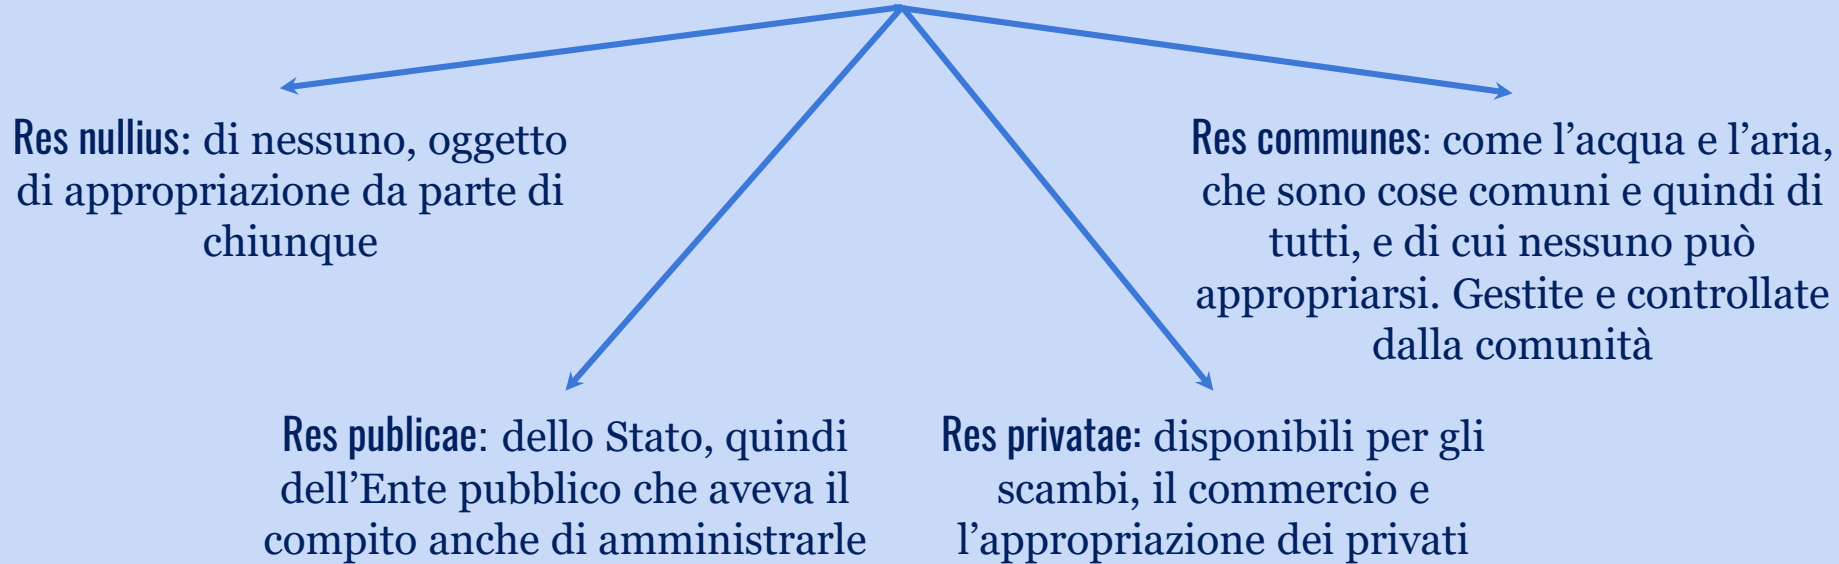 Res nullius: di nessuno, oggetto
di appropriazione da parte di
chiunque
Res communes: come l’acqua e l’aria,
che sono cose comuni e quindi di
tutti, e di cui nessuno può
appropriarsi. Gestite e controllate
dalla comunità
Res publicae: dello Stato, quindi
dell’Ente pubblico che aveva il
compito anche di amministrarle
Res privatae: disponibili per gli
scambi, il commercio e
l’appropriazione dei privati